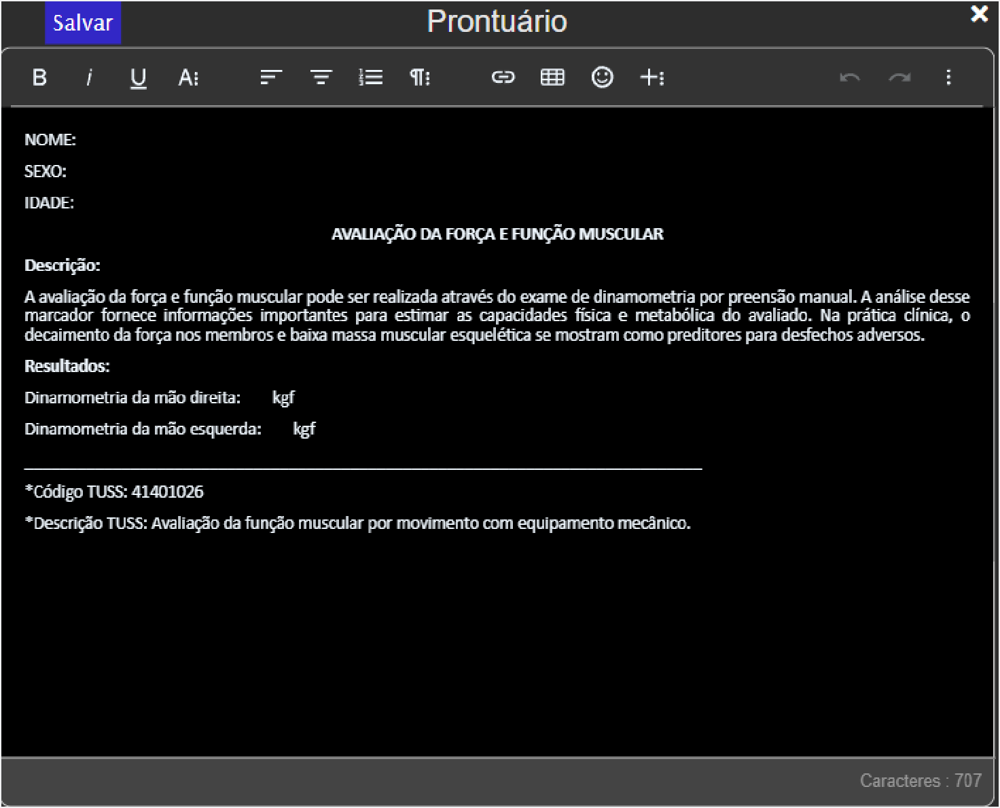 Salvar
Prontuário
B i U A
NOME:
SEXO:
IDADE:
AVALIAÇÃO DA FORÇA E FUNÇÃO MUSCULAR
Descrição:
A avaliação da força e função muscular pode ser realizada através do exame de dinamometria por preensão manual. A análise desse
marcador fornece informações importantes para estimar as capacidades física e metabólica do avaliado. Na prática clínica, o
decaimento da força nos membros e baixa massa muscular esquelética se mostram como preditores para desfechos adversos.
Resultados:
Dinamometria da mão direita: kgf
Dinamometria da mão esquerda: kgf
*Código TUSS: 41401026
*Descrição TUSS: Avaliação da função muscular por movimento com equipamento mecânico.
Caracteres : 707